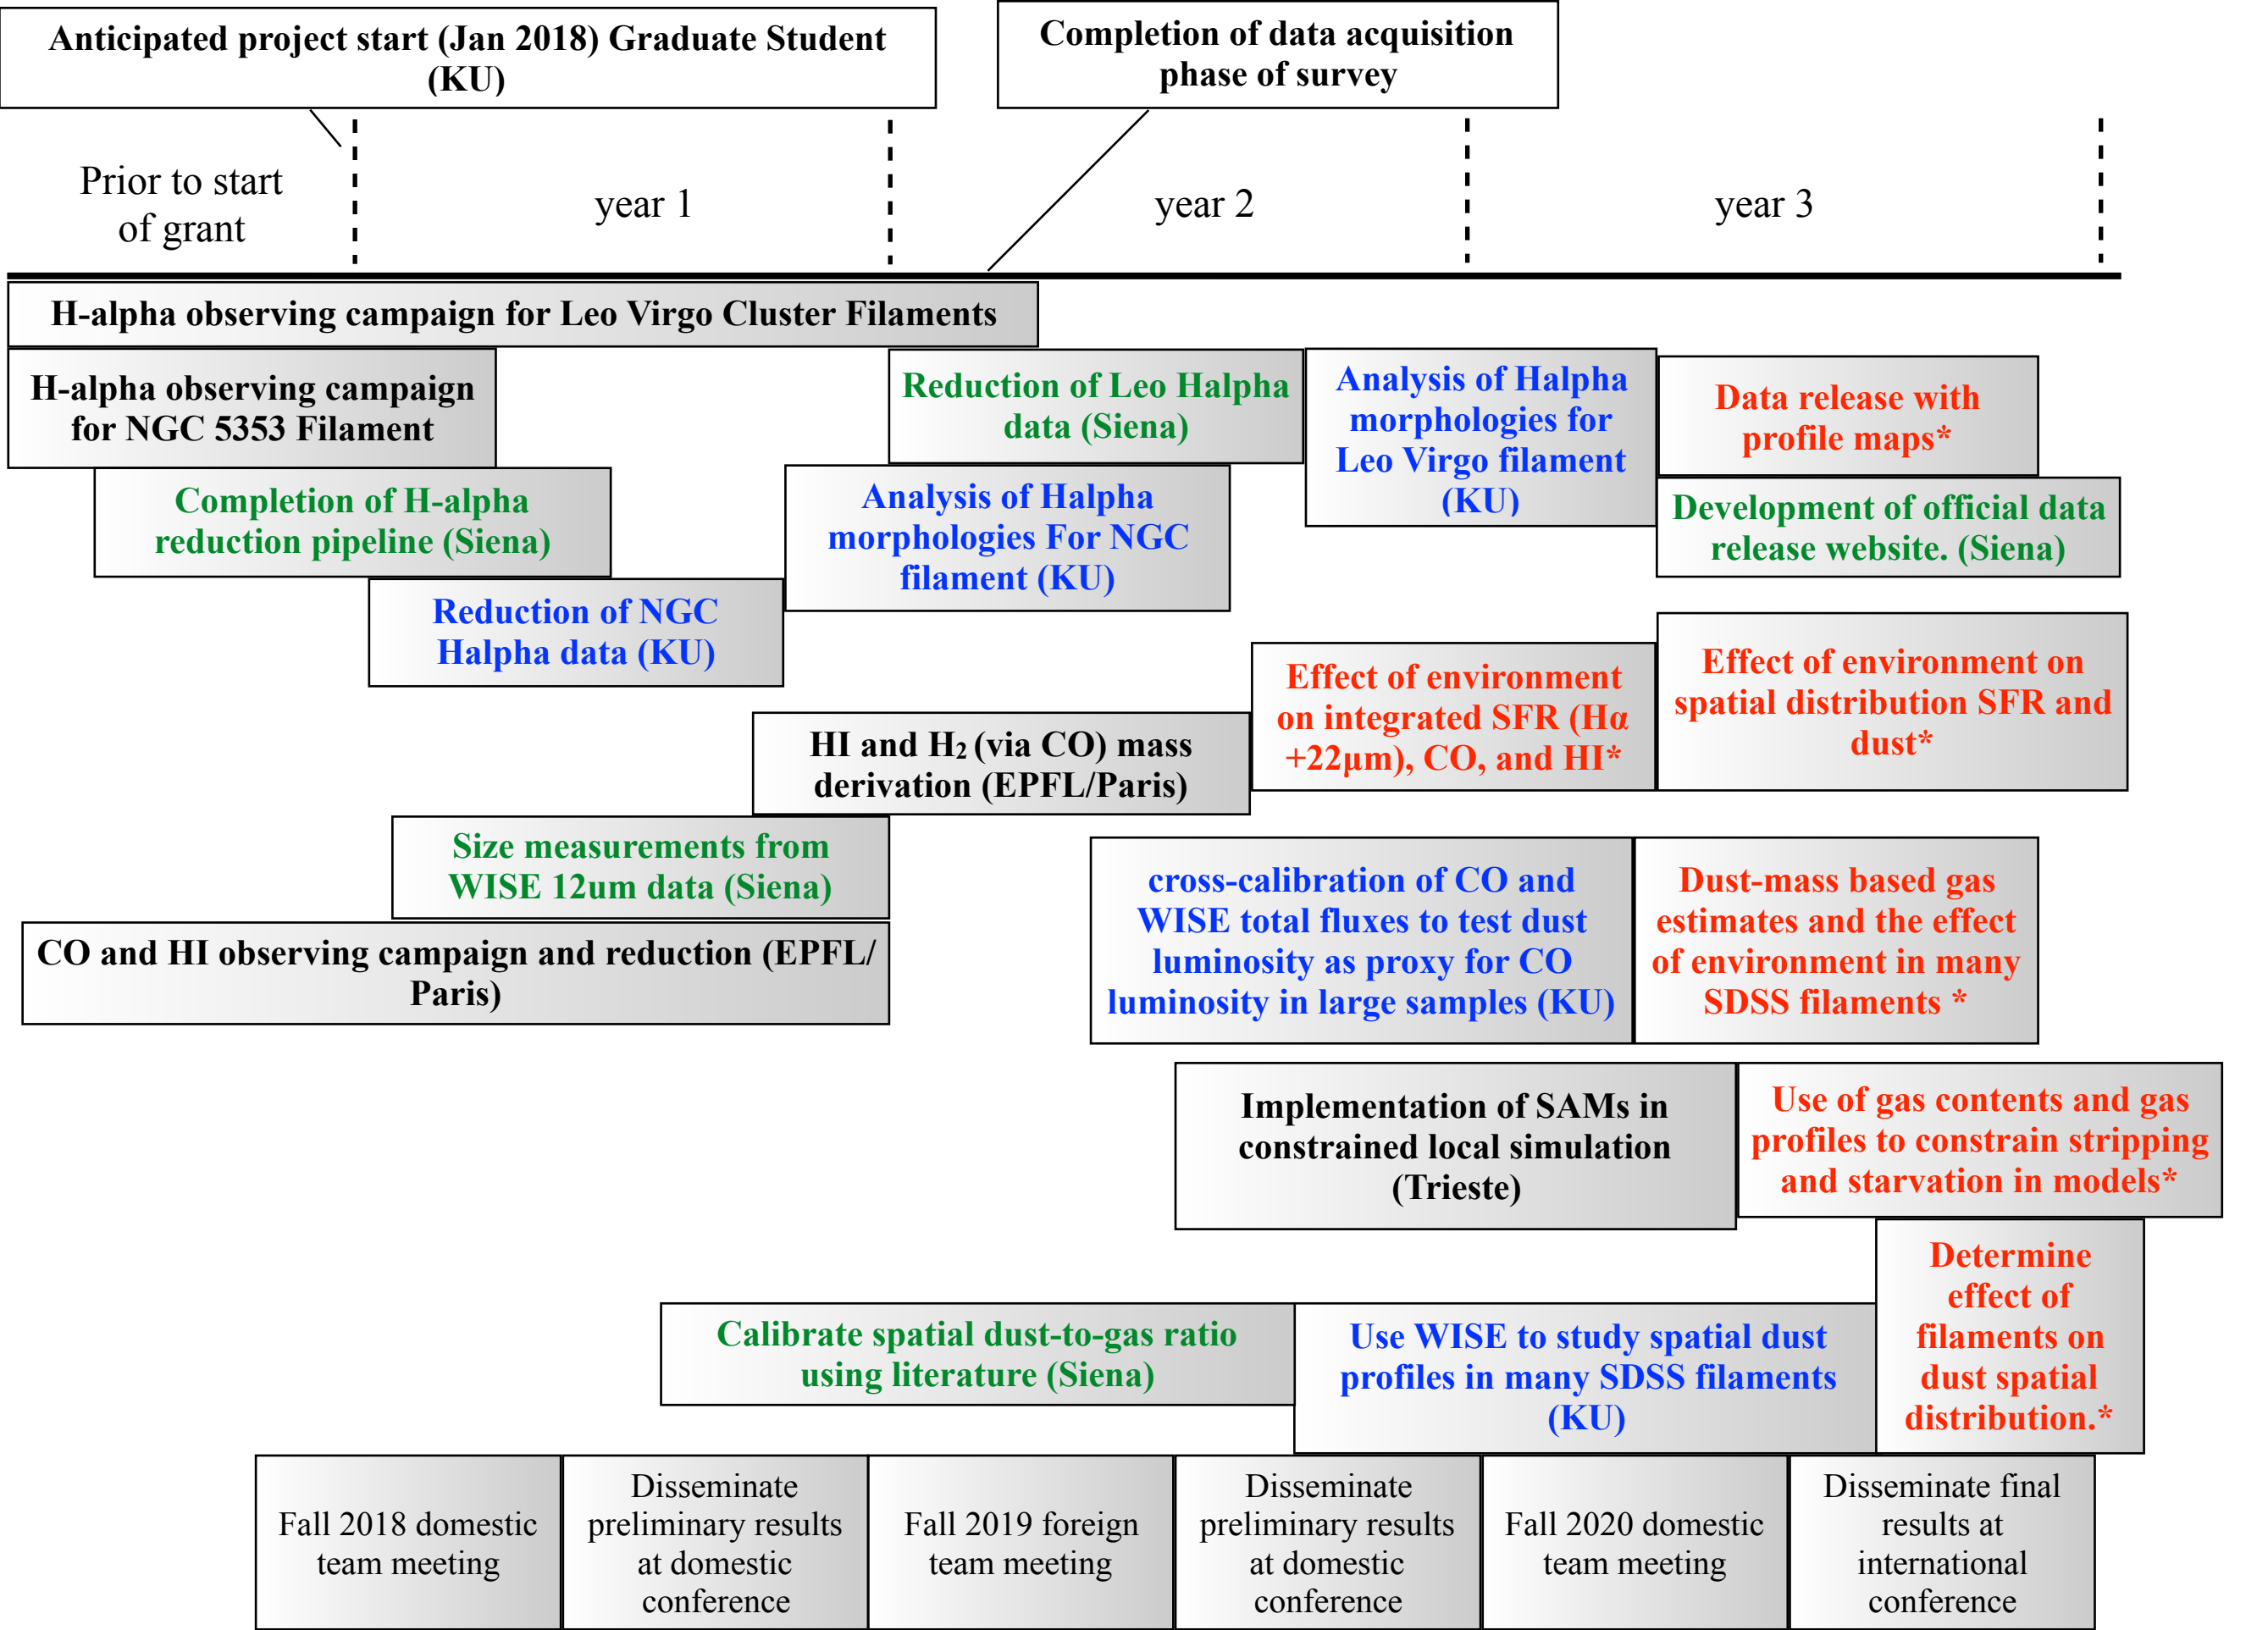 Anticipated project start (Jan 2018) Graduate Student
(KU)
Completion of data acquisition
phase of survey
Prior to start
of grant
year 1
year 2
year 3
H-alpha observing campaign for Leo Virgo Cluster Filaments
H-alpha observing campaign
for NGC 5353 Filament
Reduction of Leo Halpha
data (Siena)
Analysis of Halpha
morphologies for
Leo Virgo filament
(KU)
Data release with
profile maps*
Completion of H-alpha
reduction pipeline (Siena)
Analysis of Halpha
morphologies For NGC
filament (KU)
Development of official data
release website. (Siena)
Reduction of NGC
Halpha data (KU)
Effect of environment
on integrated SFR (Hα
+22μm), CO, and HI*
Effect of environment on
spatial distribution SFR and
dust*
HI and H₂ (via CO) mass
derivation (EPFL/Paris)
Size measurements from
WISE 12um data (Siena)
cross-calibration of CO and
WISE total fluxes to test dust
luminosity as proxy for CO
luminosity in large samples (KU)
Dust-mass based gas
estimates and the effect
of environment in many
SDSS filaments *
CO and HI observing campaign and reduction (EPFL/
Paris)
Implementation of SAMs in
constrained local simulation
(Trieste)
Use of gas contents and gas
profiles to constrain stripping
and starvation in models*
Determine
effect of
filaments on
dust spatial
distribution.*
Calibrate spatial dust-to-gas ratio
using literature (Siena)
Use WISE to study spatial dust
profiles in many SDSS filaments
(KU)
Fall 2018 domestic
team meeting
Disseminate
preliminary results
at domestic
conference
Fall 2019 foreign
team meeting
Disseminate
preliminary results
at domestic
conference
Fall 2020 domestic
team meeting
Disseminate final
results at
international
conference